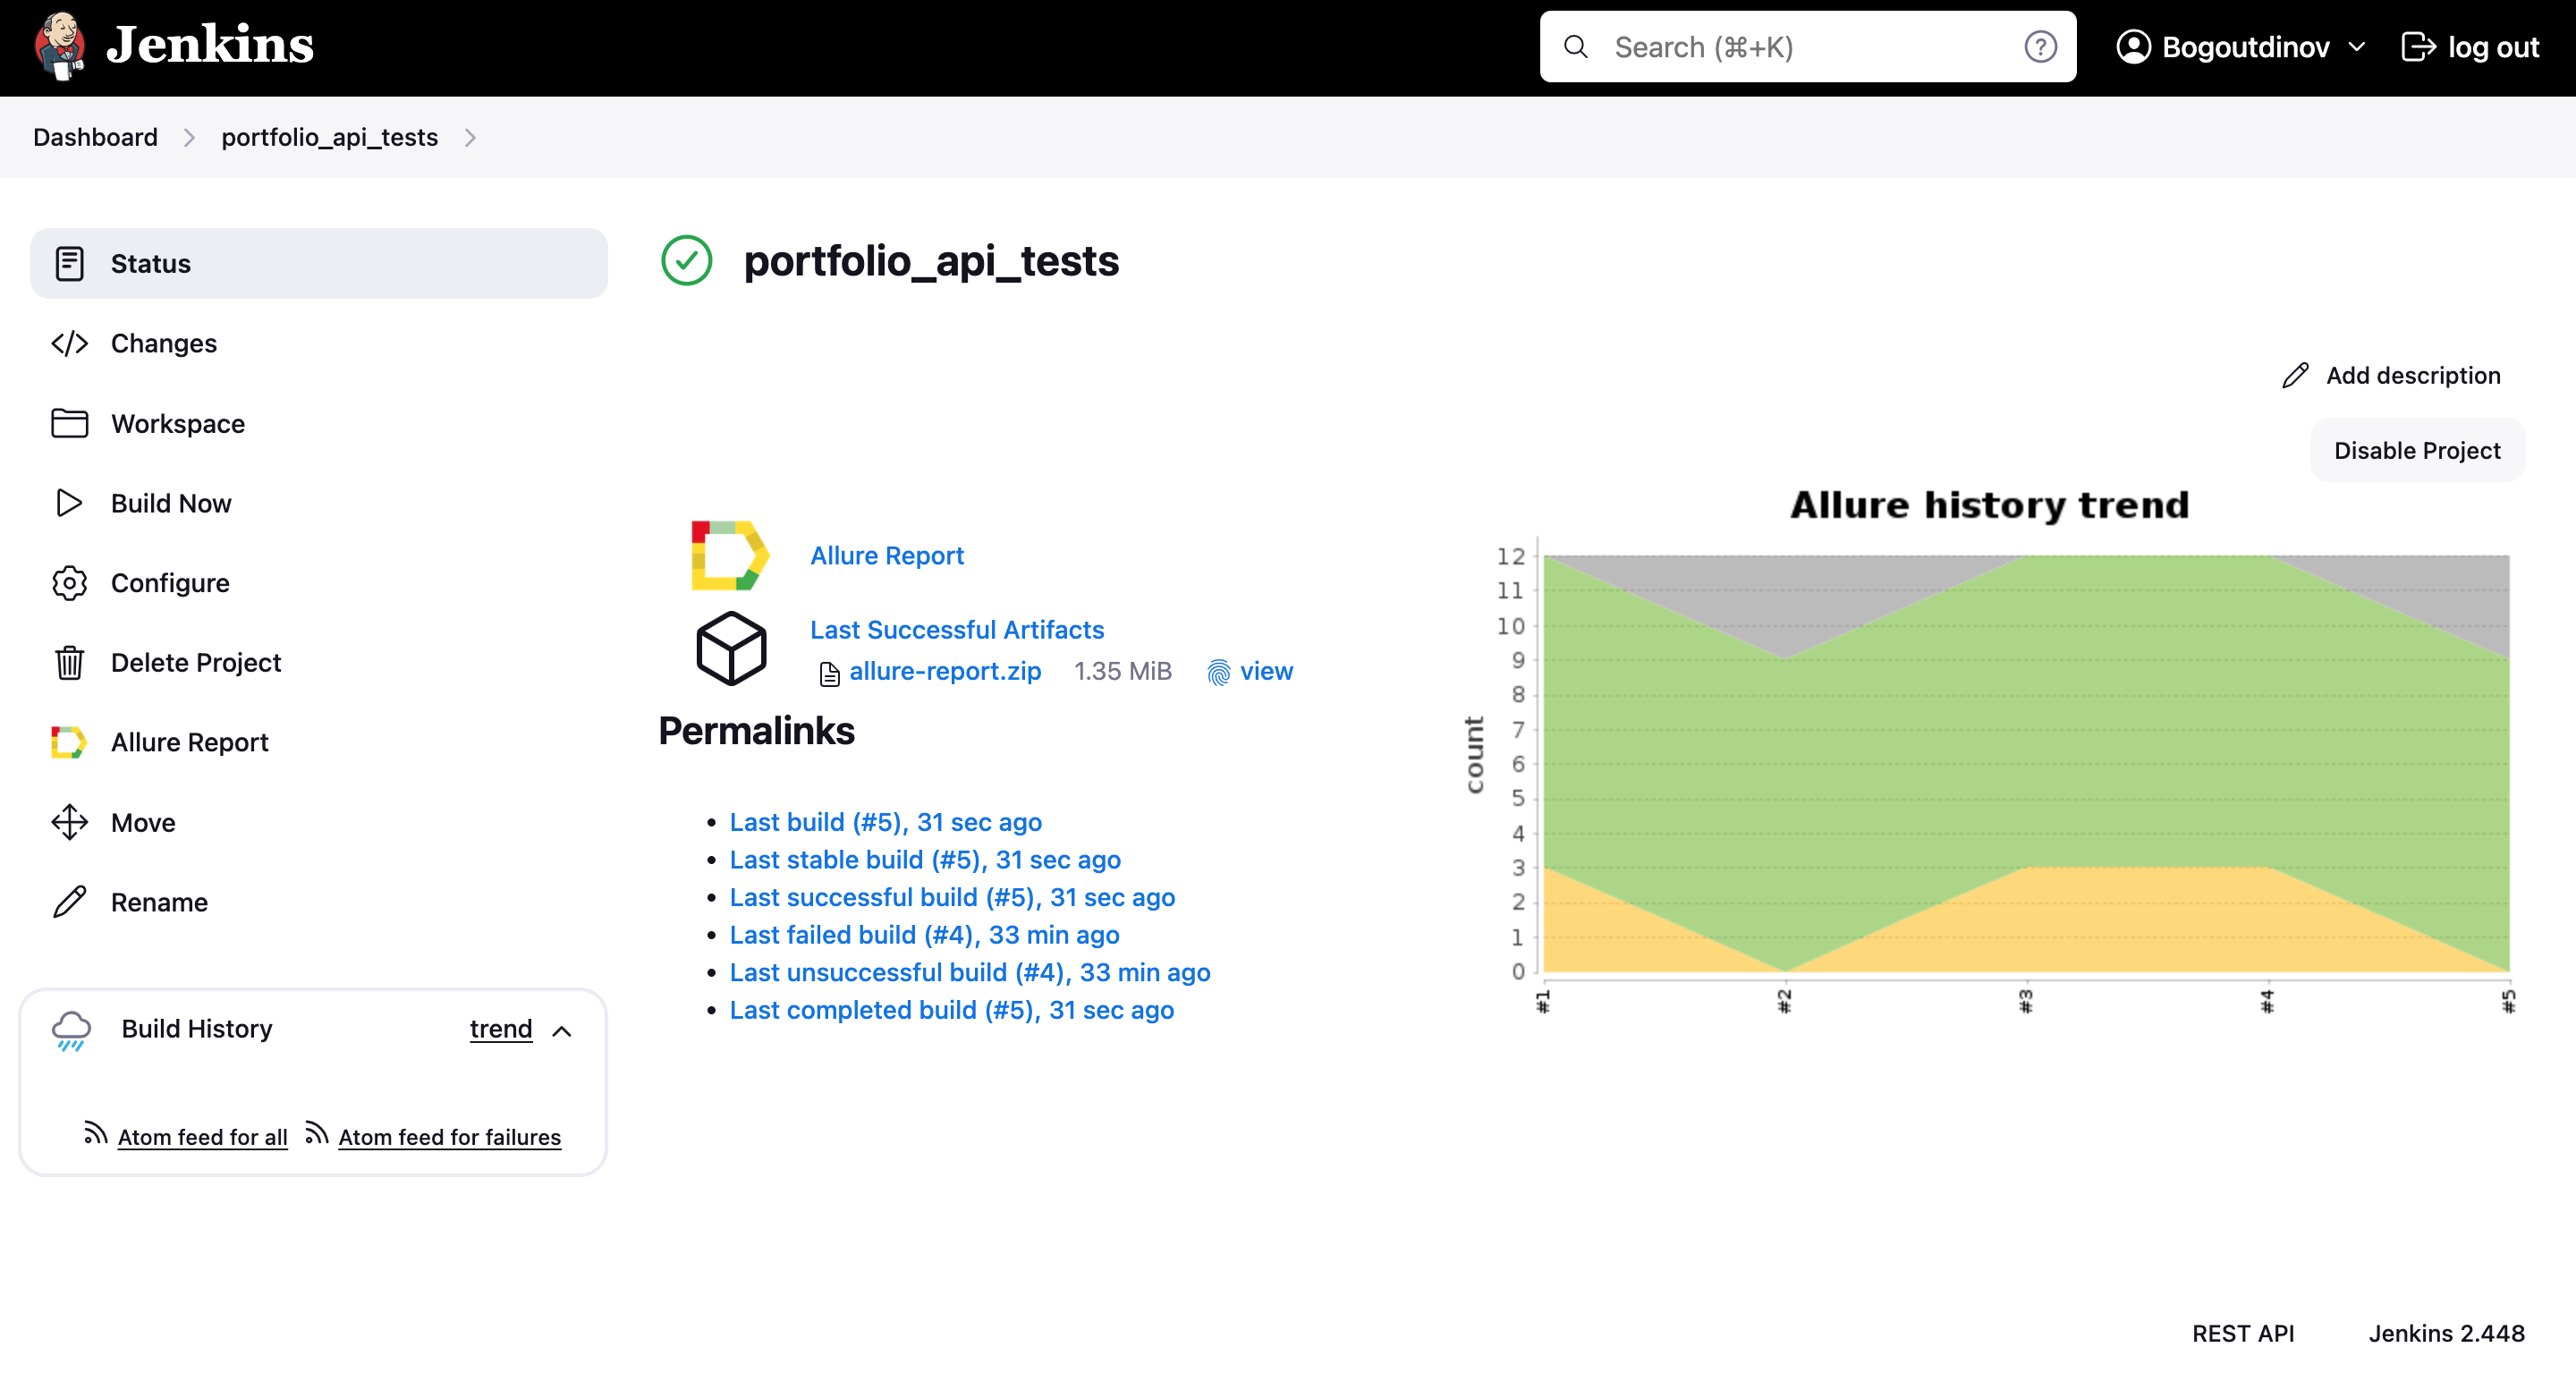 Jenkins
Search (⌘+K)
Bogoutdinov
log out
Dashboard
portfolio_api_tests
Status
Changes
Workspace
Build Now
Configure
Delete Project
Allure Report
Move
Rename
Build History
trend
Atom feed for all
Atom feed for failures
portfolio_api_tests
Add description
Disable Project
Allure Report
Last Successful Artifacts
allure-report.zip 1.35 MiB view
Permalinks
Last build (#5), 31 sec ago
Last stable build (#5), 31 sec ago
Last successful build (#5), 31 sec ago
Last failed build (#4), 33 min ago
Last unsuccessful build (#4), 33 min ago
Last completed build (#5), 31 sec ago
Allure history trend
count
12
11
10
9
8
7
6
5
4
3
2
1
0
#1
#2
#3
#4
#5
REST API
Jenkins 2.448